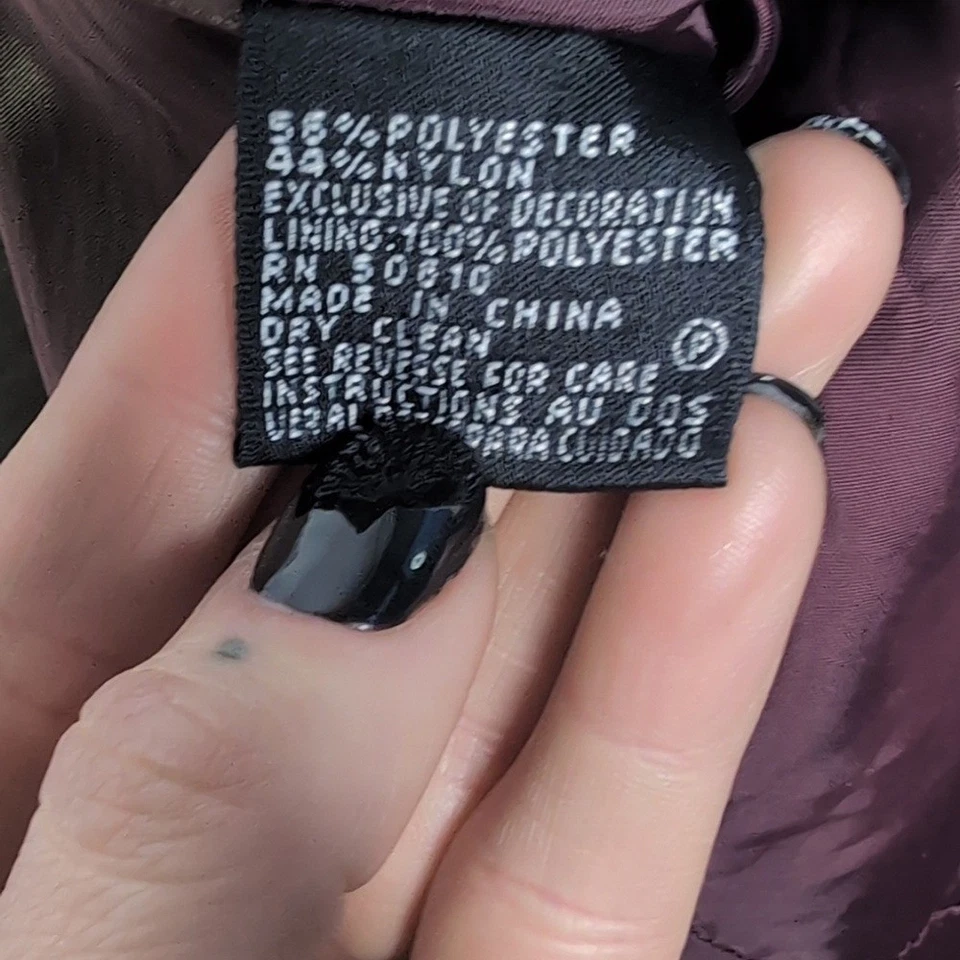 56%POLYESTER
44%NYLON
EXCLUSIVE OF DECORATION
LINING:100%POLYESTER
RN 50810
MADE IN CHINA
DRY CLEAN
P
SEE REVERSE FOR CARE
INSTRUCTIONS AU DOS
PARA CUIDADO